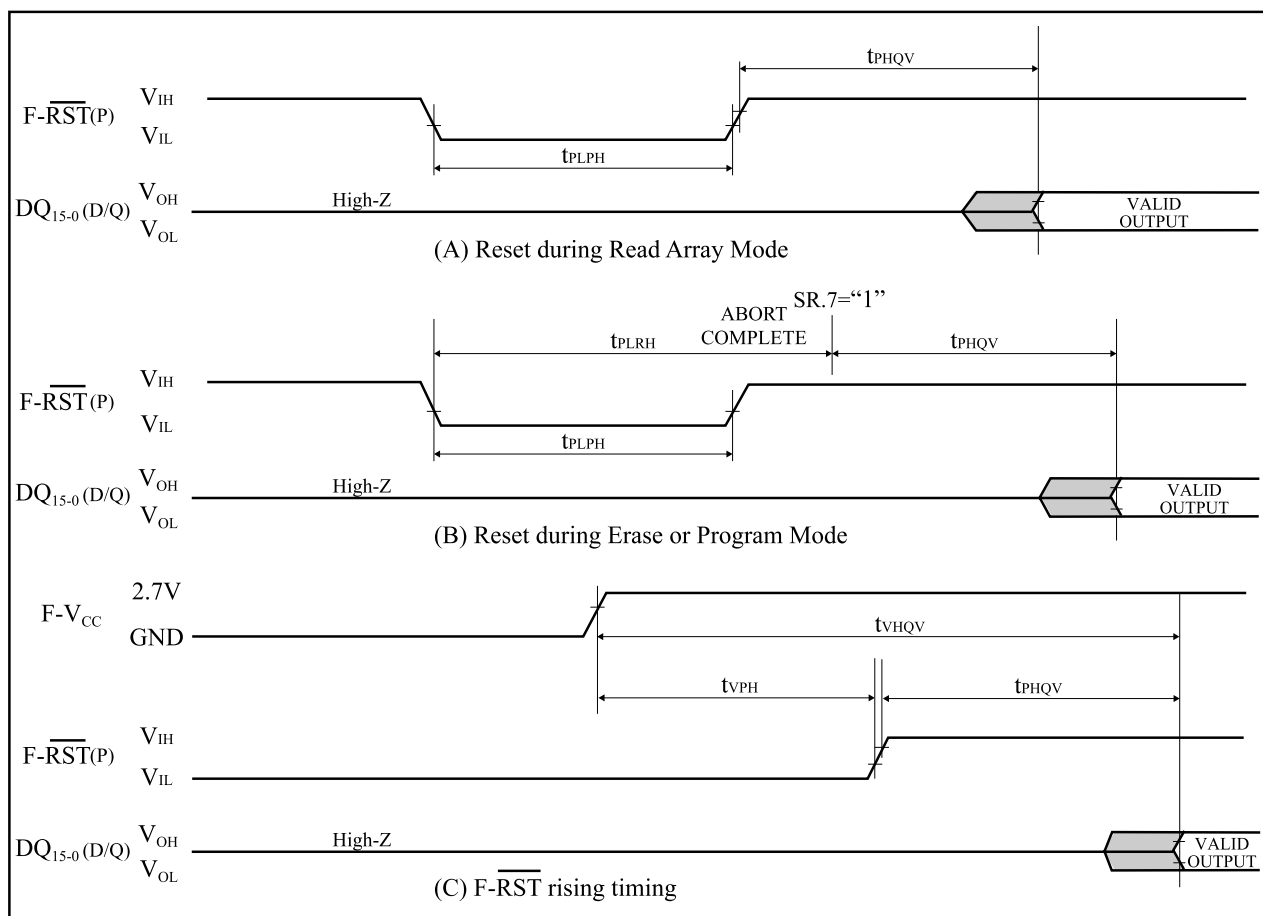 tPHQV
F-RST(P)
VIH
VIL
tPLPH
DQ15-0 (D/Q)
VOH
VOL
High-Z
VALID
OUTPUT
(A) Reset during Read Array Mode
SR.7=“1”
ABORT
COMPLETE
tPLRH
tPHQV
F-RST(P)
VIH
VIL
tPLPH
DQ15-0 (D/Q)
VOH
VOL
High-Z
VALID
OUTPUT
(B) Reset during Erase or Program Mode
F-VCC
2.7V
GND
tVHQV
tVPH
tPHQV
F-RST(P)
VIH
VIL
DQ15-0 (D/Q)
VOH
VOL
High-Z
VALID
OUTPUT
(C) F-RST rising timing